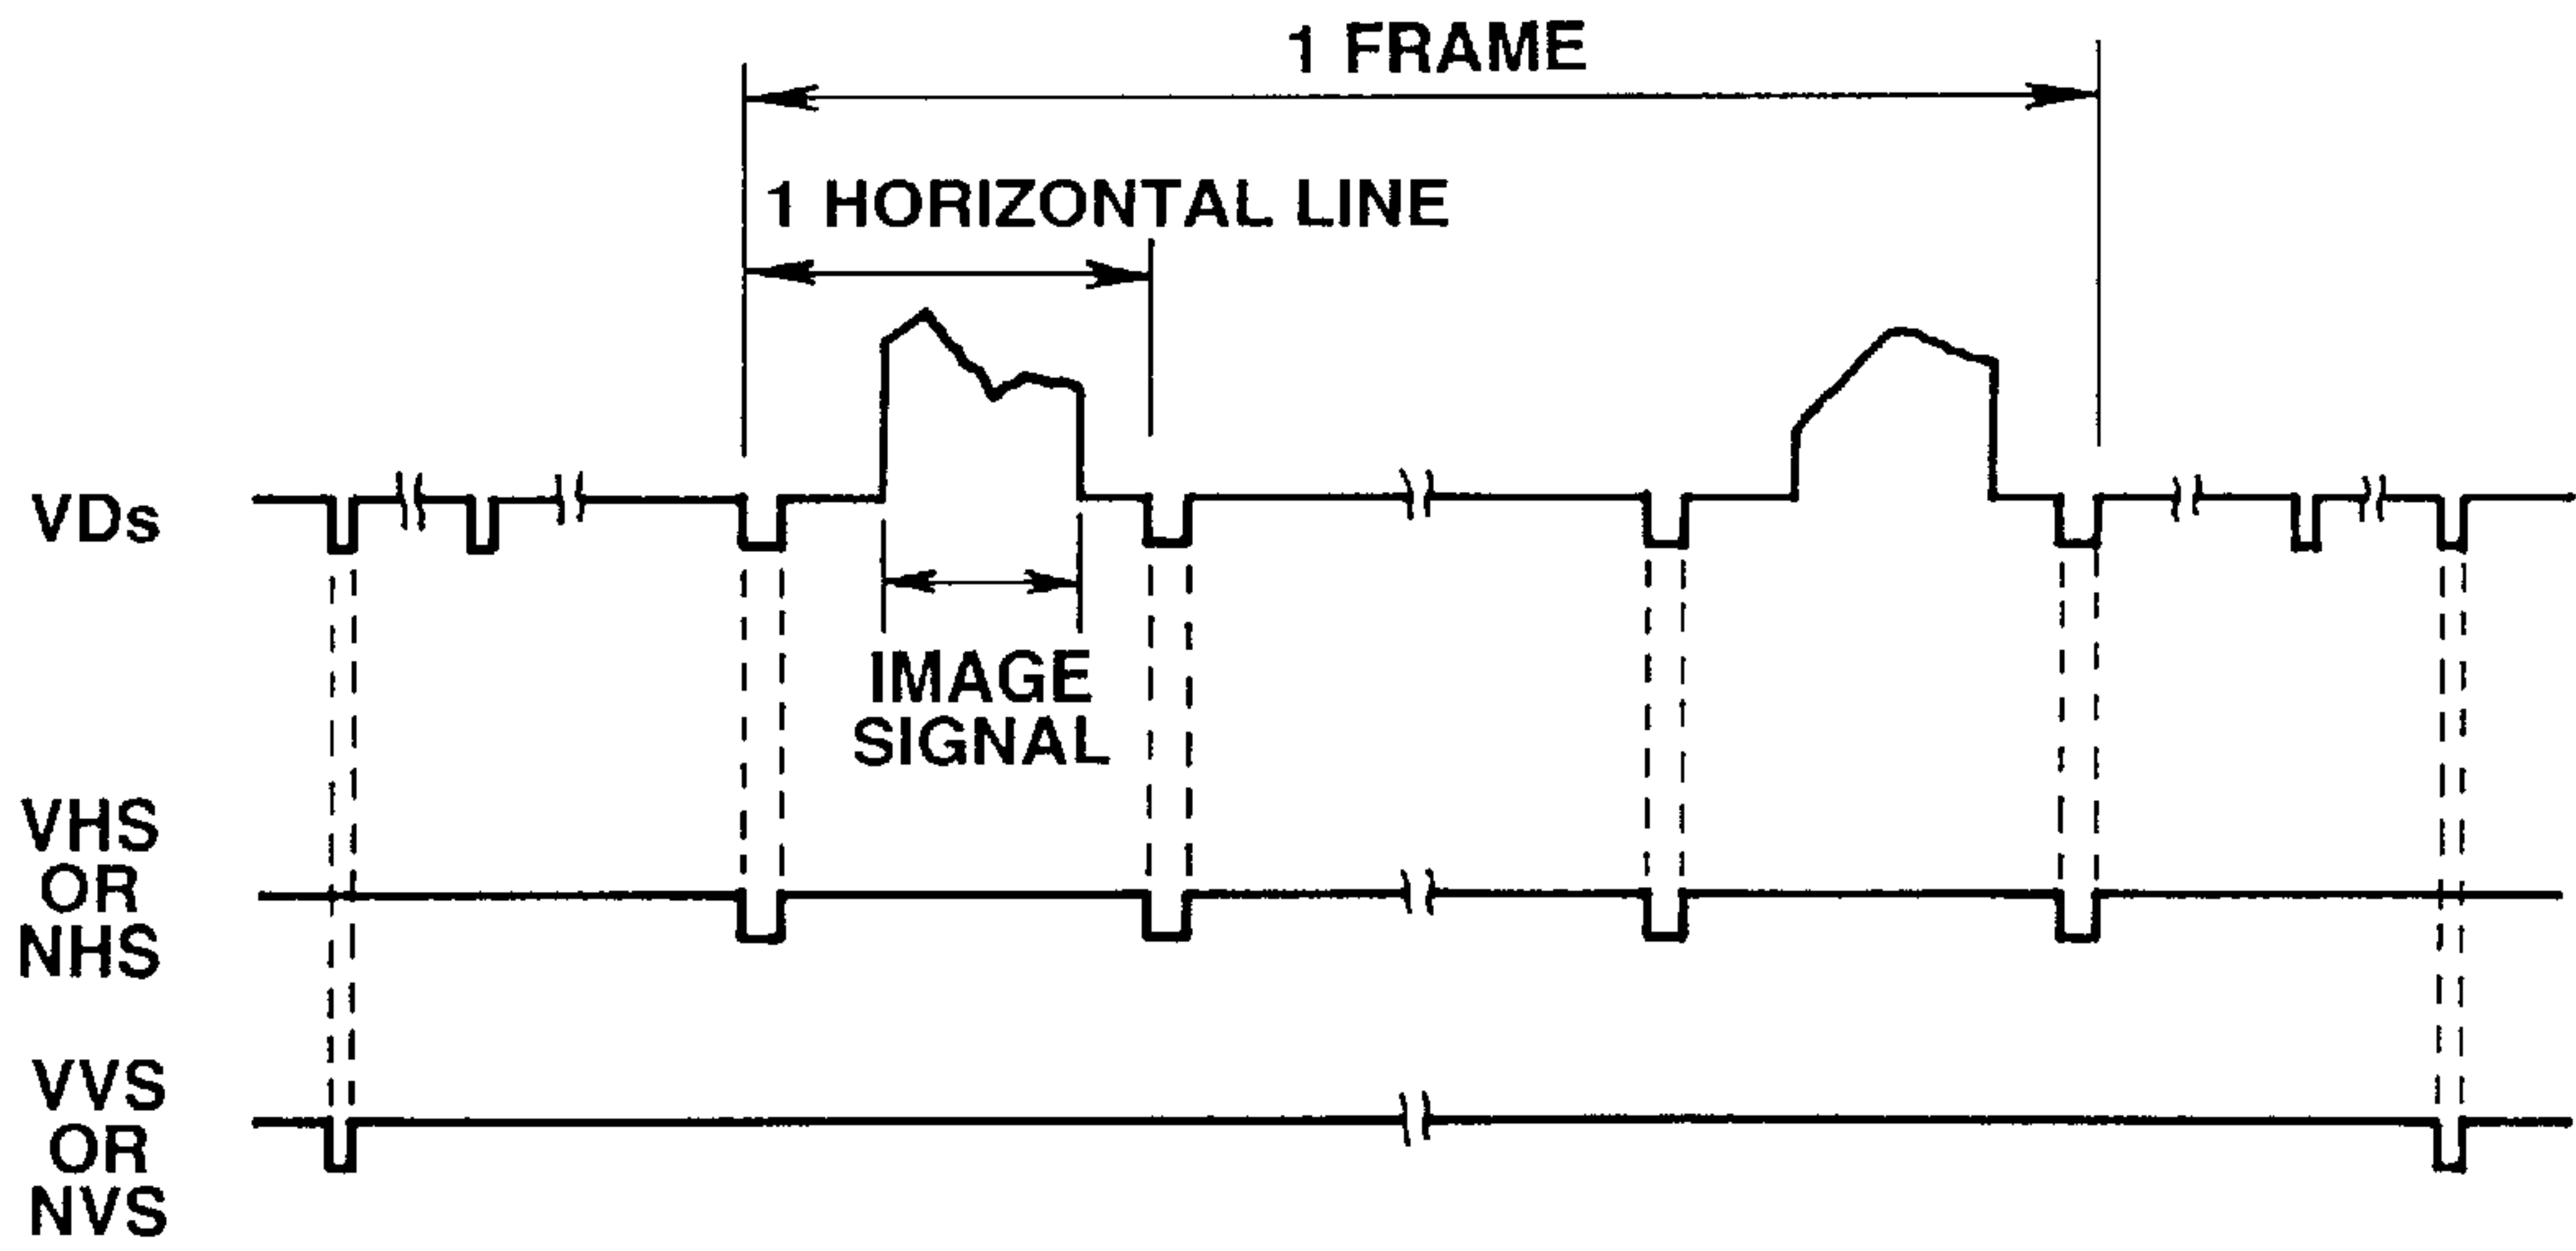 1 FRAME
1 HORIZONTAL LINE
VDs
IMAGE
SIGNAL
VHS
OR
NHS
VVS
OR
NVS